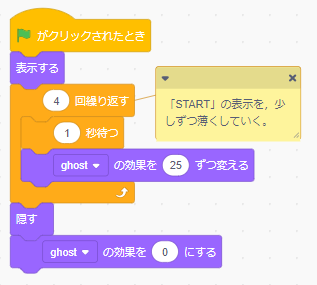 がクリックされたとき
表示する
4 回繰り返す
「START」の表示を，少
しずつ薄くしていく。
1 秒待つ
ghost の効果を 25 ずつ変える
隠す
ghost の効果を 0 にする